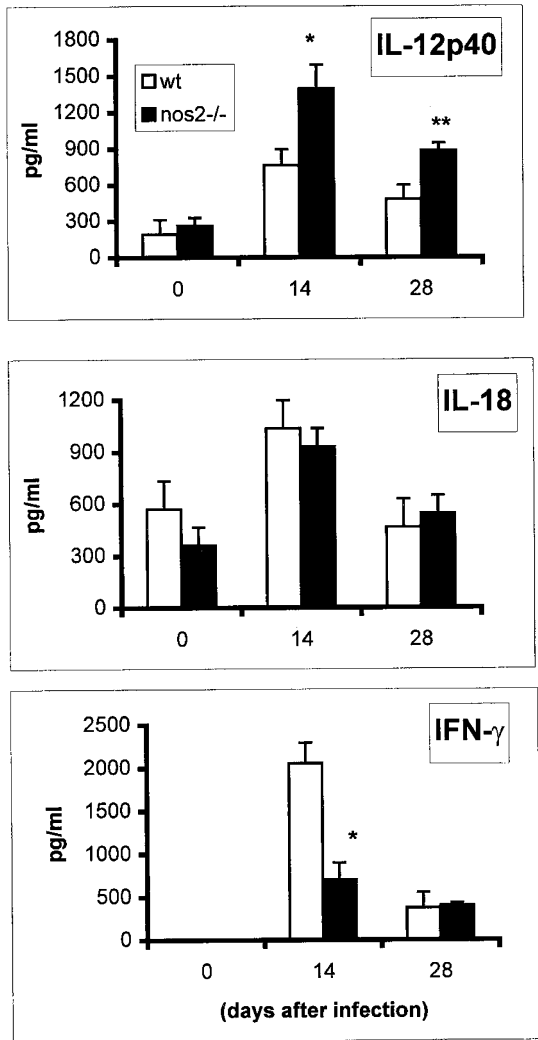 IL-12p40
1800
1500
1200
900
600
300
0
pg/ml
wt
nos2-/-
*
**
0 14 28
IL-18
1200
900
600
300
0
pg/ml
0 14 28
IFN-γ
2500
2000
1500
1000
500
0
pg/ml
*
0 14 28
(days after infection)